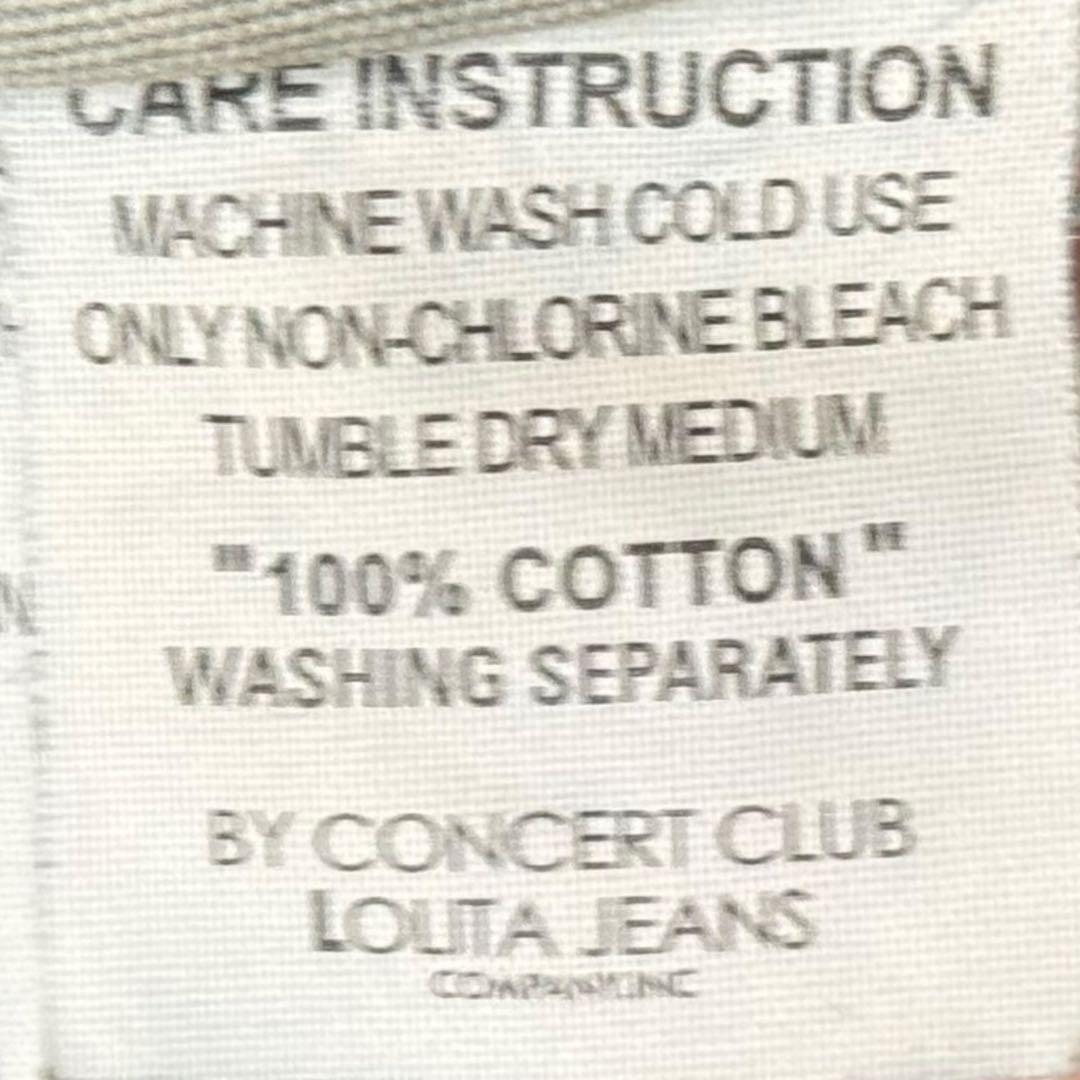 CARE INSTRUCTION
MACHINE WASH COLD USE
ONLY NON-CHLORINE BLEACH
TUMBLE DRY MEDIUM
"100% COTTON"
WASHING SEPARATELY
BY CONCERT CLUB
LOLITA JEANS
COMPANY.INC